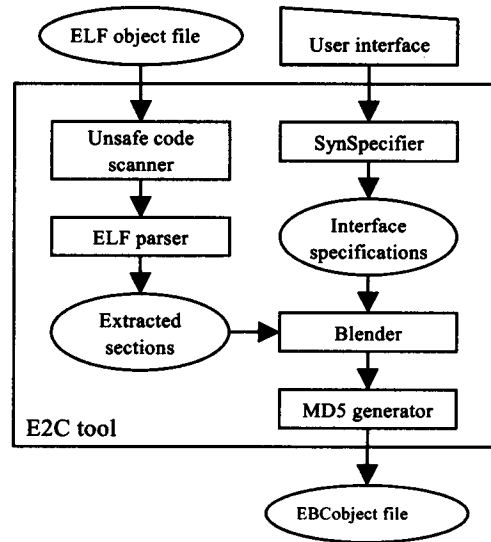 ELF object file
User interface
Unsafe code
scanner
SynSpecifier
ELF parser
Interface
specifications
Extracted
sections
Blender
MD5 generator
E2C tool
EBCobject file